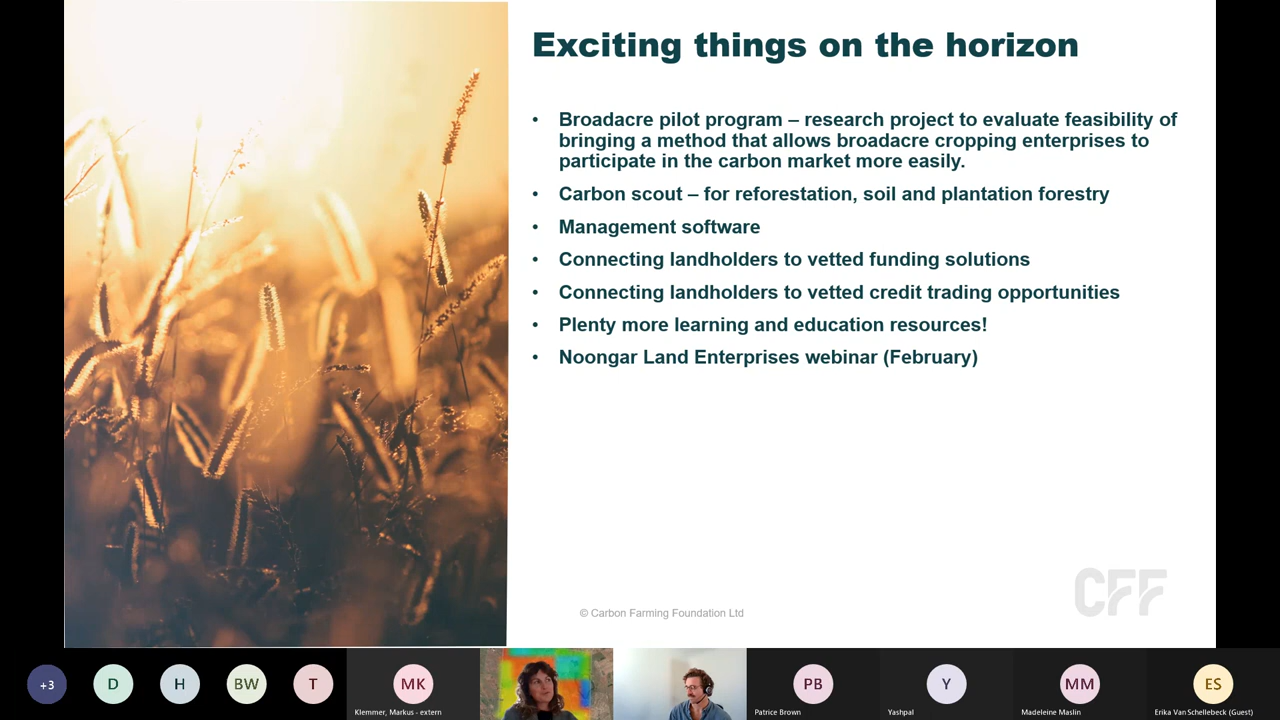 Exciting things on the horizon
• Broadacre pilot program – research project to evaluate feasibility of
bringing a method that allows broadacre cropping enterprises to
participate in the carbon market more easily.
• Carbon scout – for reforestation, soil and plantation forestry
• Management software
• Connecting landholders to vetted funding solutions
• Connecting landholders to vetted credit trading opportunities
• Plenty more learning and education resources!
• Noongar Land Enterprises webinar (February)
© Carbon Farming Foundation Ltd
CFF
+3
D
H
BW
T
MK
Klemmer, Markus - extern
PB
Patrice Brown
Y
Yashpal
MM
Madeleine Maslin
ES
Erika Van Schellebeck (Guest)